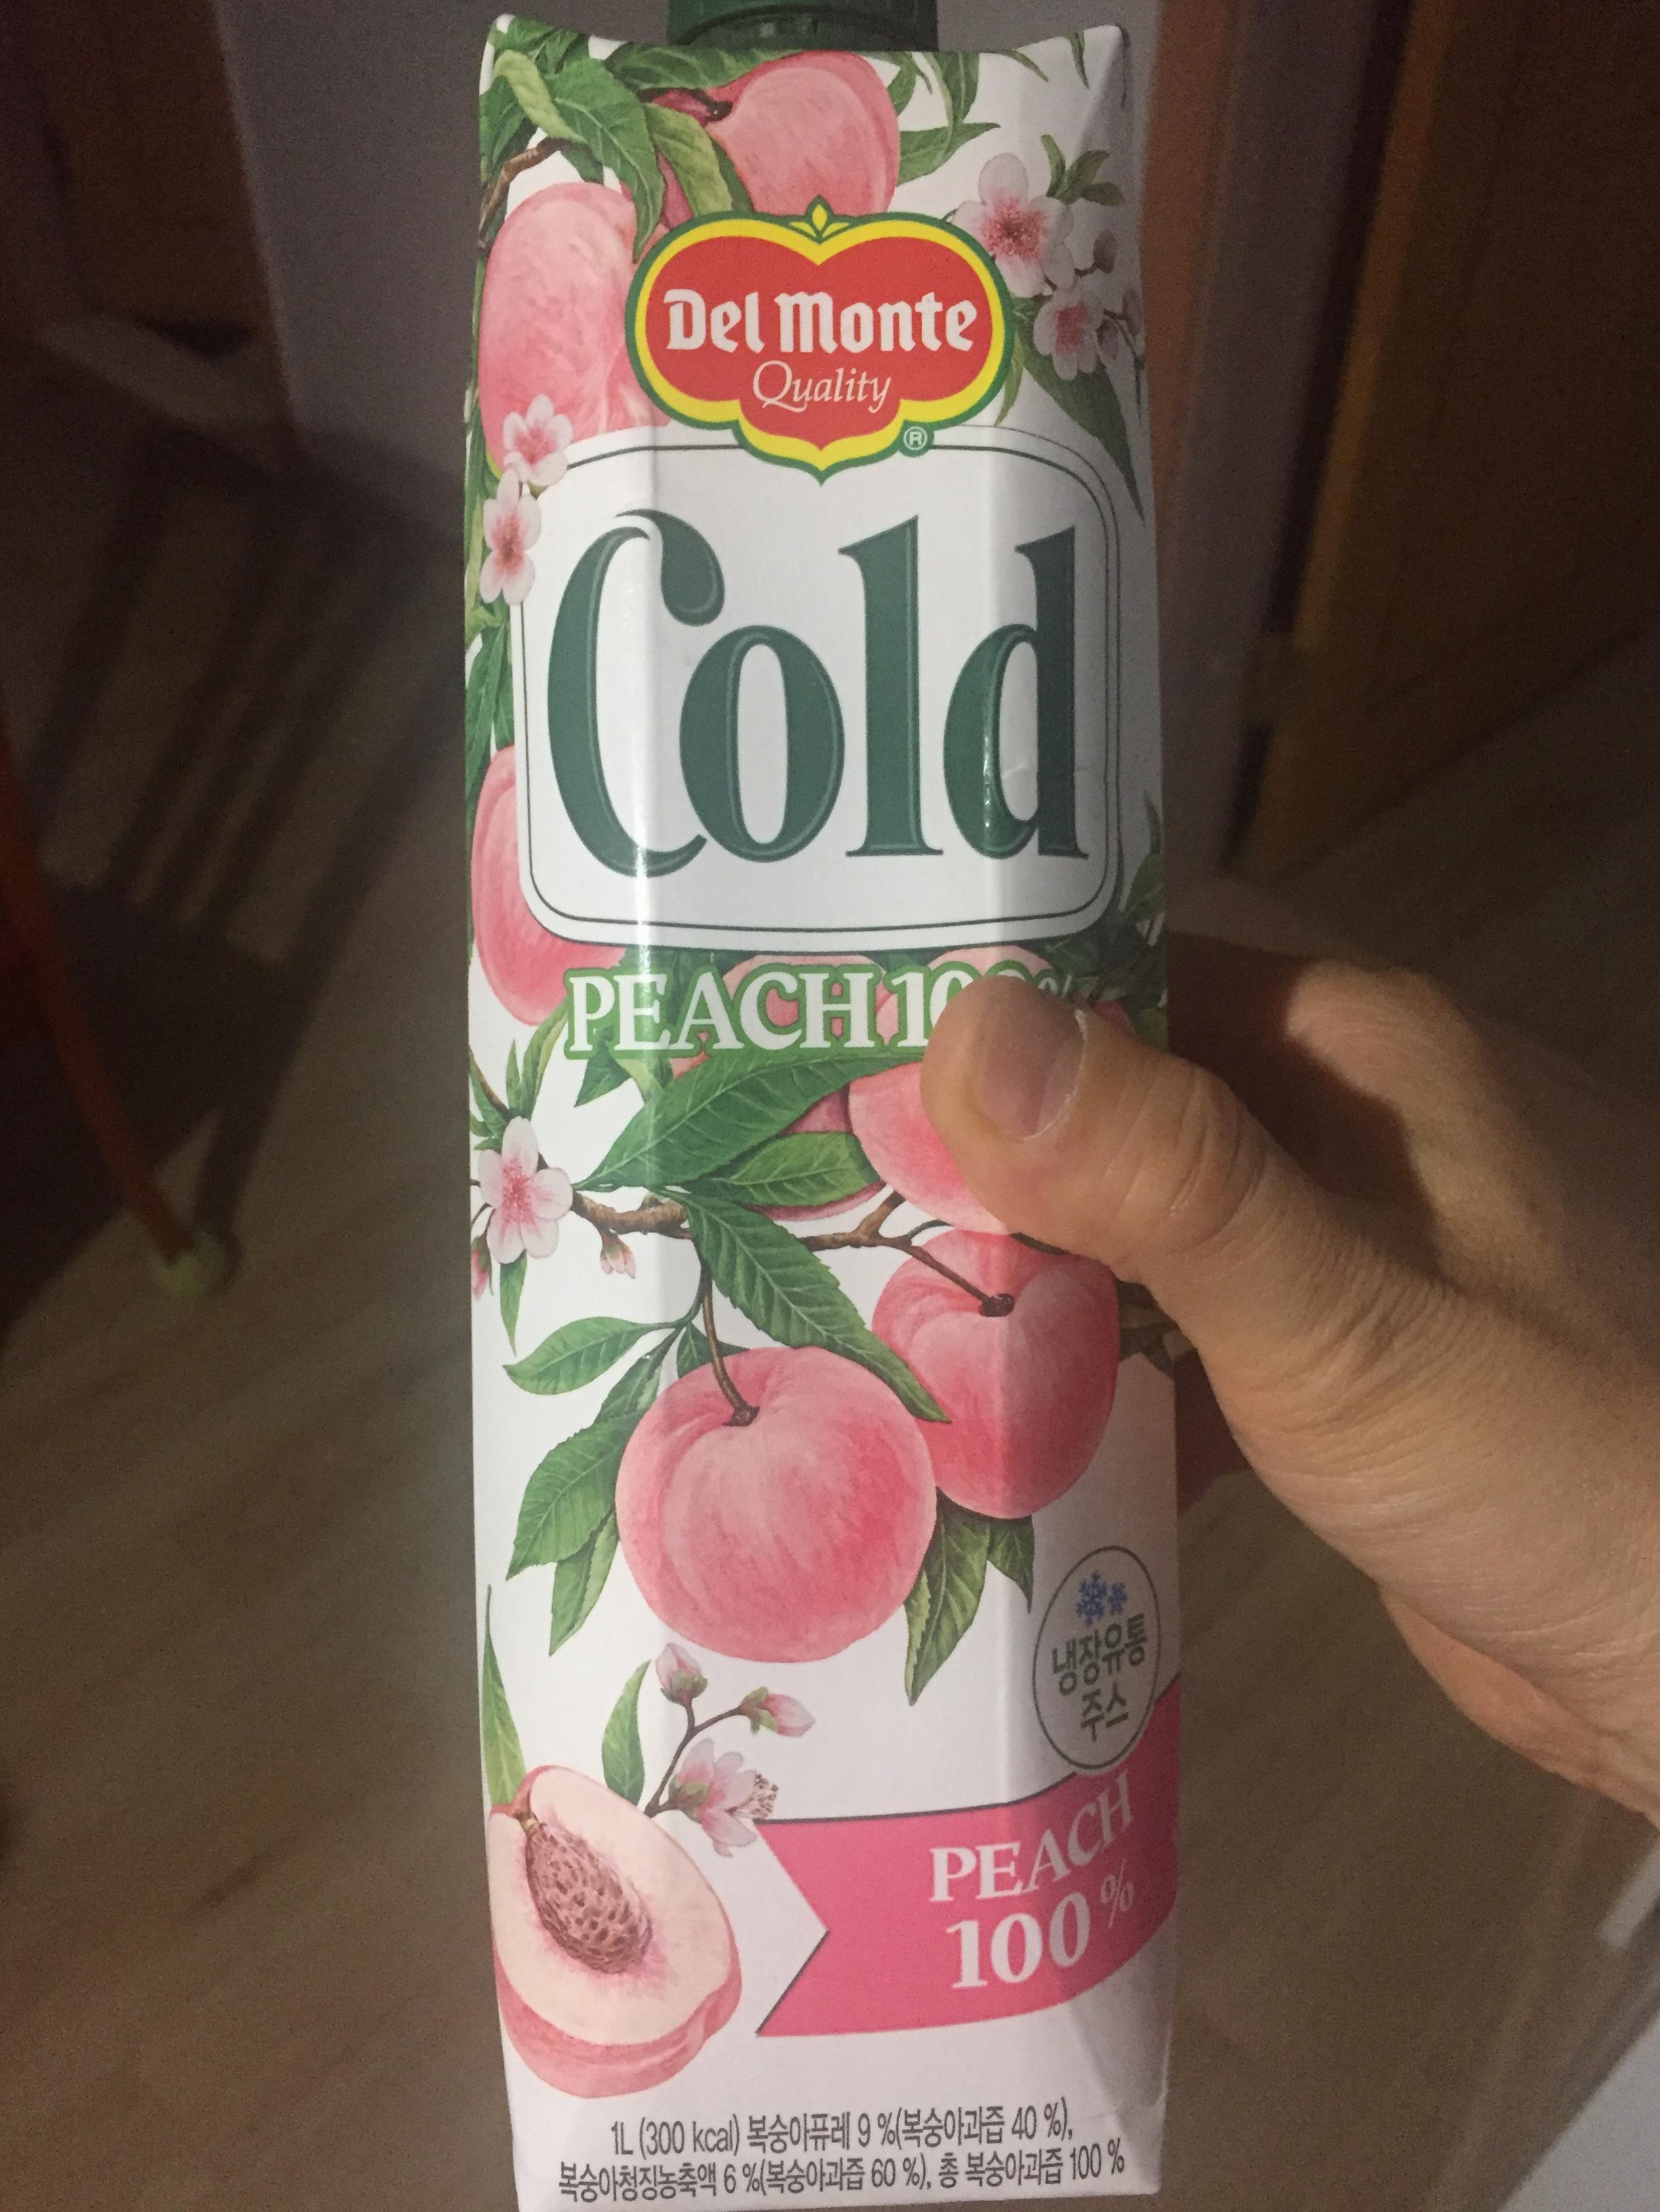 Del Monte
Quality
®
Cold
PEACH
냉장유통
주스
PEACH
100%
1L (300 kcal) 복숭아퓨레 9 %(복숭아과즙 40 %),
복숭아청징농축액 6 %(복숭아과즙 60 %), 총 복숭아과즙 100 %